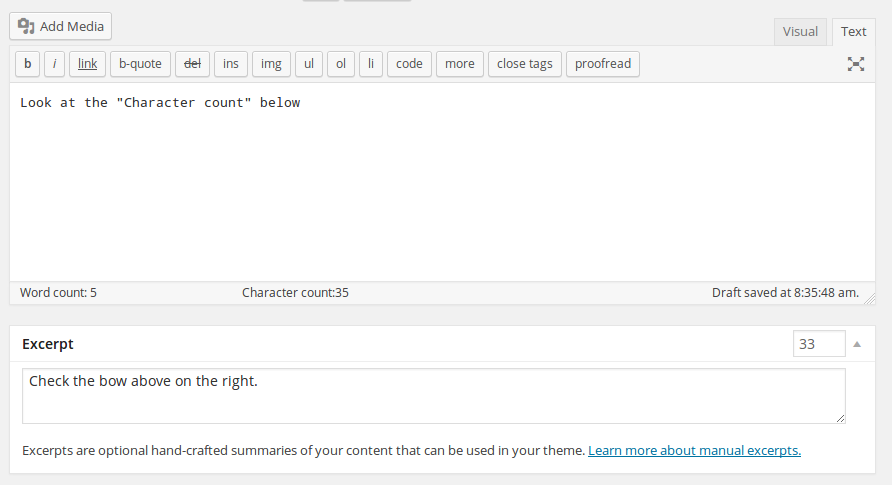 Add Media
Visual Text
b i link b-quote del ins img ul ol li code more close tags proofread
Look at the "Character count" below
Word count: 5 Character count:35 Draft saved at 8:35:48 am.
Excerpt 33
Check the bow above on the right.
Excerpts are optional hand-crafted summaries of your content that can be used in your theme. Learn more about manual excerpts.